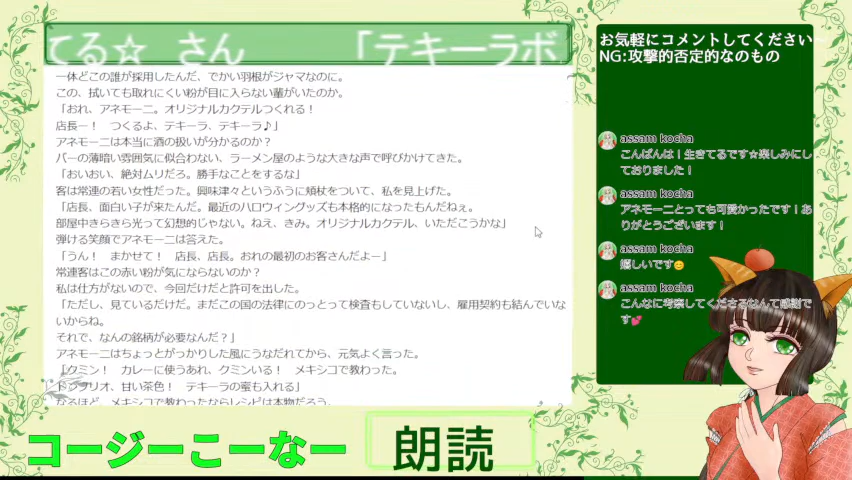 てる☆　さん　　　　「テキーラボ
一体どこの誰が採用したんだ、でかい羽根がジャマなのに。
この、拭いても取れにくい粉が目に入らない輩がいたのか。
「おれ、アネモーニ。オリジナルカクテルつくれる！
店長ー！　つくるよ、テキーラ、テキーラ♪」
アネモーニは本当に酒の扱いが分かるのか？
バーの薄暗い雰囲気に似合わない、ラーメン屋のような大きな声で呼びかけてきた。
「おいおい、絶対ムリだろ。勝手なことをするな」
客は常連の若い女性だった。興味津々というふうに頬杖をついて、私を見上げた。
「店長、面白い子が来たんだ。最近のハロウィングッズも本格的になったもんだねぇ。
部屋中きらきら光って幻想的じゃない。ねえ、きみ。オリジナルカクテル、いただこうかな」
弾ける笑顔でアネモーニは答えた。
「うん！　まかせて！　店長、店長。おれの最初のお客さんだよー」
常連客はこの赤い粉が気にならないのか？
私は仕方がないので、今回だけだと許可を出した。
「ただし、見ているだけだ。まだこの国の法律にのっとって検査もしていないし、雇用契約も結んでいな
いからね。
それで、なんの銘柄が必要なんだ？」
アネモーニはちょっとがっかりした風にうなだれてから、元気よく言った。
「クミン！　カレーに使うあれ、クミンいる！　メキシコで教わった。
ドンフリオ、甘い茶色！　テキーラの蜜も入れる」
なるほど、メキシコで教わったならレシピは本物だろう。
お気軽にコメントしてください～
NG:攻撃的否定的なのもの
assam kocha
こんばんは！生きてるです☆楽しみにし
ておりました！
assam kocha
アネモーニとっても可愛かったです！あ
りがとうございます！
assam kocha
嬉しいです😊
assam kocha
こんなに考察してくださるなんて感謝で
す💕
コージーこーなー
朗読